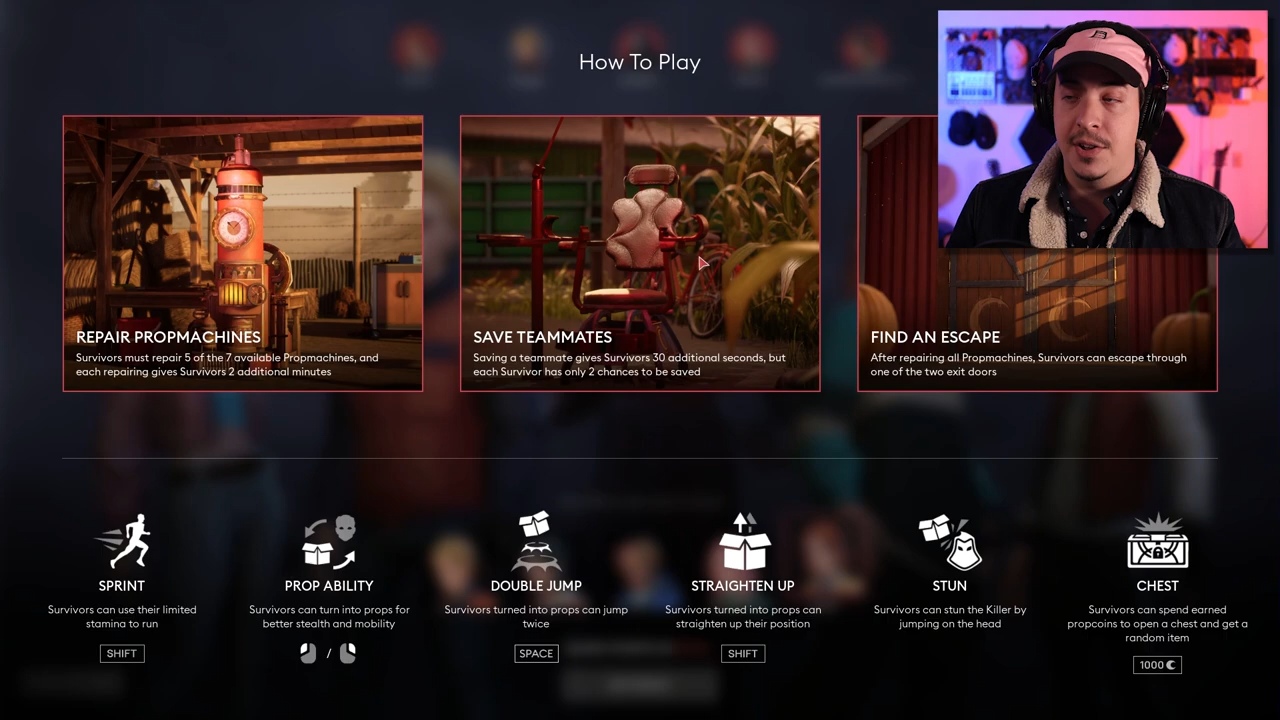 How To Play
REPAIR PROPMACHINES
Survivors must repair 5 of the 7 available Propmachines, and
each repairing gives Survivors 2 additional minutes
SAVE TEAMMATES
Saving a teammate gives Survivors 30 additional seconds, but
each Survivor has only 2 chances to be saved
FIND AN ESCAPE
After repairing all Propmachines, Survivors can escape through
one of the two exit doors
SPRINT
Survivors can use their limited
stamina to run
SHIFT
PROP ABILITY
Survivors can turn into props for
better stealth and mobility
/
DOUBLE JUMP
Survivors turned into props can jump
twice
SPACE
STRAIGHTEN UP
Survivors turned into props can
straighten up their position
SHIFT
STUN
Survivors can stun the Killer by
jumping on the head
CHEST
Survivors can spend earned
propcoins to open a chest and get a
random item
1000